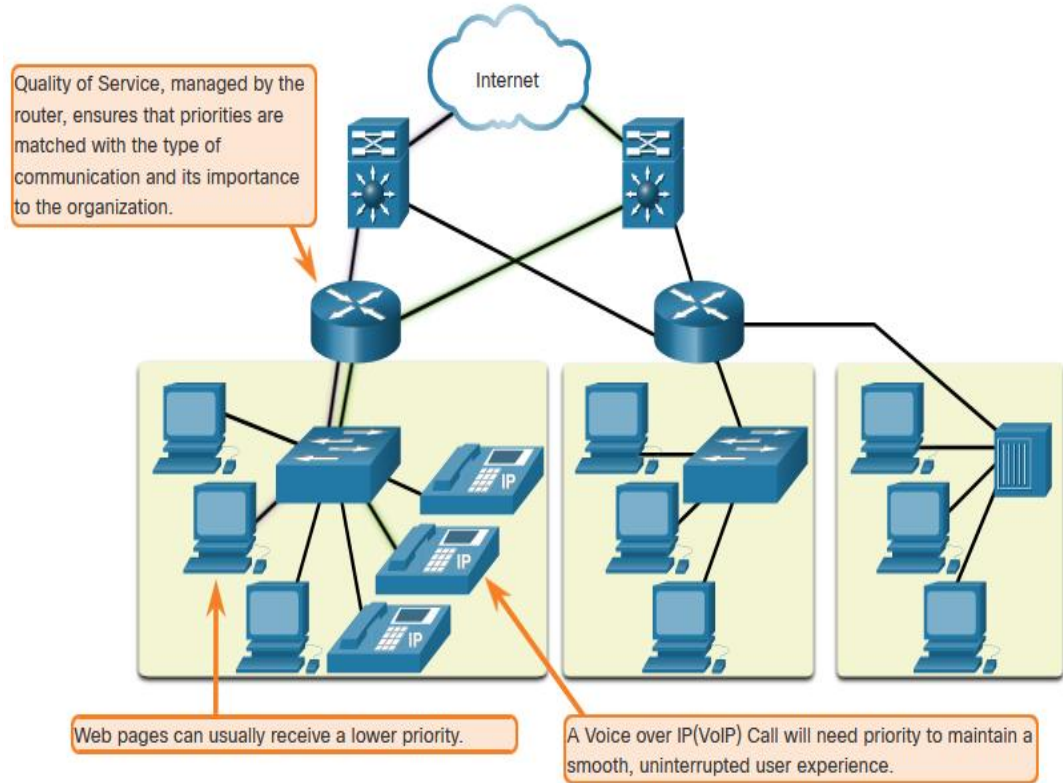 Internet
Quality of Service, managed by the
router, ensures that priorities are
matched with the type of
communication and its importance
to the organization.
IP
IP
IP
Web pages can usually receive a lower priority.
A Voice over IP(VoIP) Call will need priority to maintain a
smooth, uninterrupted user experience.